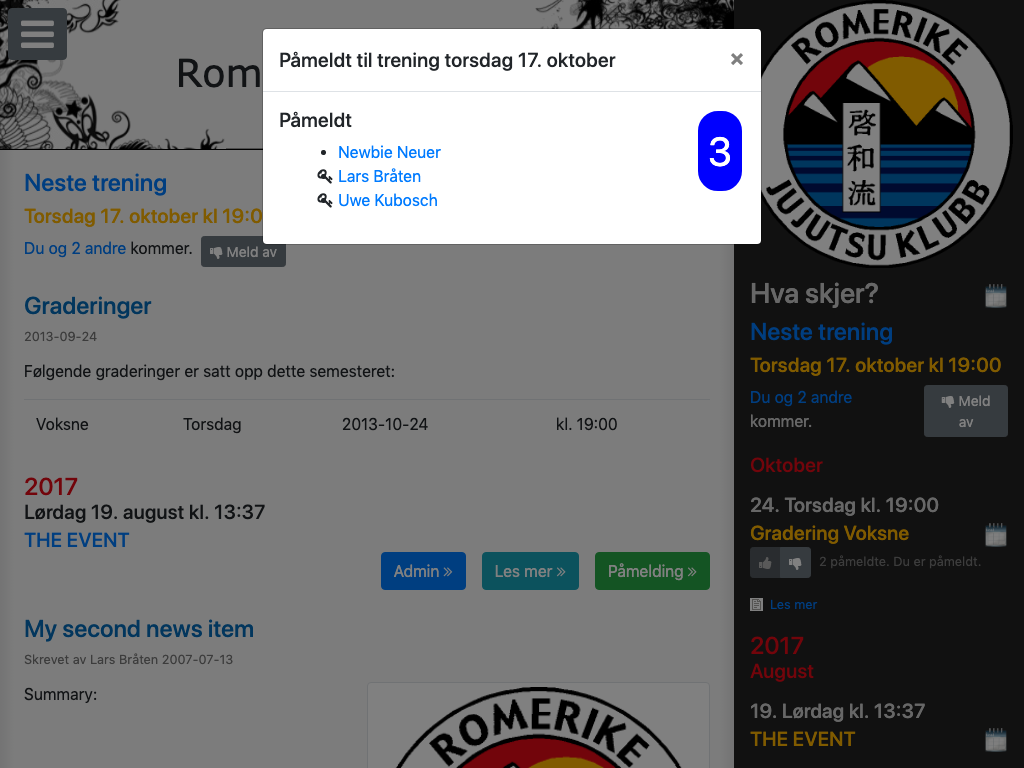 Rom
Påmeldt til trening torsdag 17. oktober
×
Påmeldt
Newbie Neuer
Lars Bråten
Uwe Kubosch
3
Neste trening
Torsdag 17. oktober kl 19:0
Du og 2 andre kommer.
Meld av
Graderinger
2013-09-24
Følgende graderinger er satt opp dette semesteret:
Voksne Torsdag 2013-10-24 kl. 19:00
2017
Lørdag 19. august kl. 13:37
THE EVENT
Admin »
Les mer »
Påmelding »
My second news item
Skrevet av Lars Bråten 2007-07-13
Summary:
ROMERIKE
ROMERIKE
啓和流
JUJUTSU KLUBB
Hva skjer?
Neste trening
Torsdag 17. oktober kl 19:00
Du og 2 andre
kommer.
Meld
av
Oktober
24. Torsdag kl. 19:00
Gradering Voksne
2 påmeldte. Du er påmeldt.
Les mer
2017
August
19. Lørdag kl. 13:37
THE EVENT